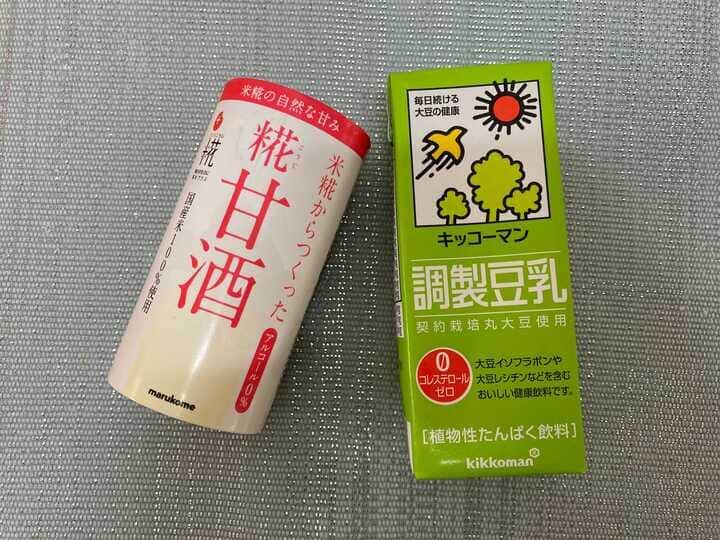 米糀の自然な甘み
米糀からつくった
糀甘酒
こうじ
アルコール0%
糀
国産米100%使用
marukome
毎日続ける
大豆の健康
キッコーマン
調製豆乳
契約栽培丸大豆使用
0
コレステロール
ゼロ
大豆イソフラボンや
大豆レシチンなどを含む
おいしい健康飲料です。
[植物性たんぱく飲料]
kikkoman